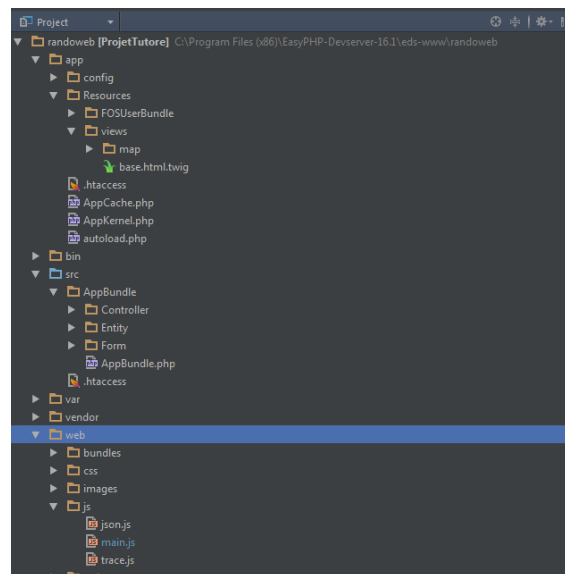 Project
randoweb [ProjetTutore] C:\Program Files (x86)\EasyPHP-Devserver-16.1\eds-www\randoweb
app
config
Resources
FOSUserBundle
views
map
base.html.twig
.htaccess
AppCache.php
AppKernel.php
autoload.php
bin
src
AppBundle
Controller
Entity
Form
AppBundle.php
.htaccess
var
vendor
web
bundles
css
images
js
json.js
main.js
trace.js